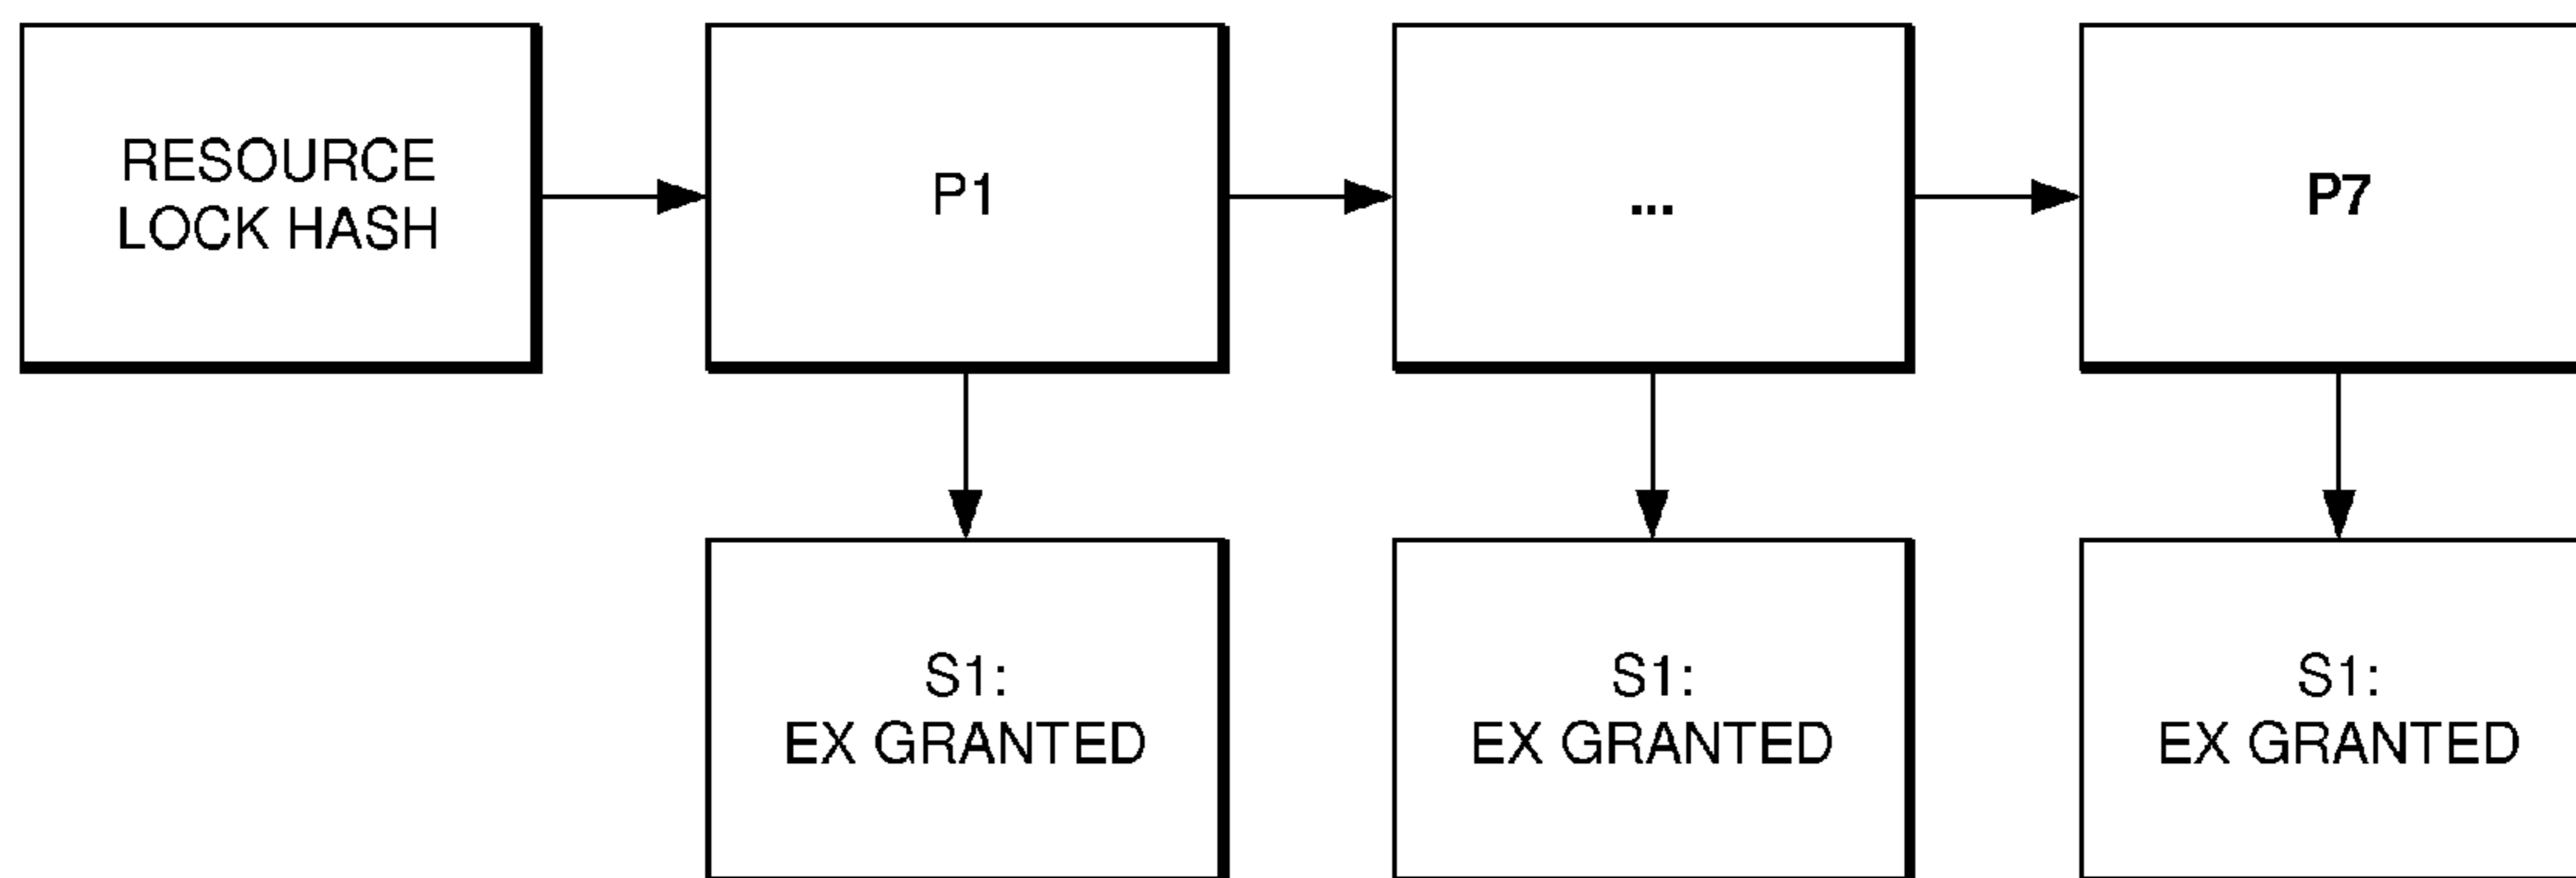 RESOURCE
LOCK HASH
P1
...
P7
S1:
EX GRANTED
S1:
EX GRANTED
S1:
EX GRANTED